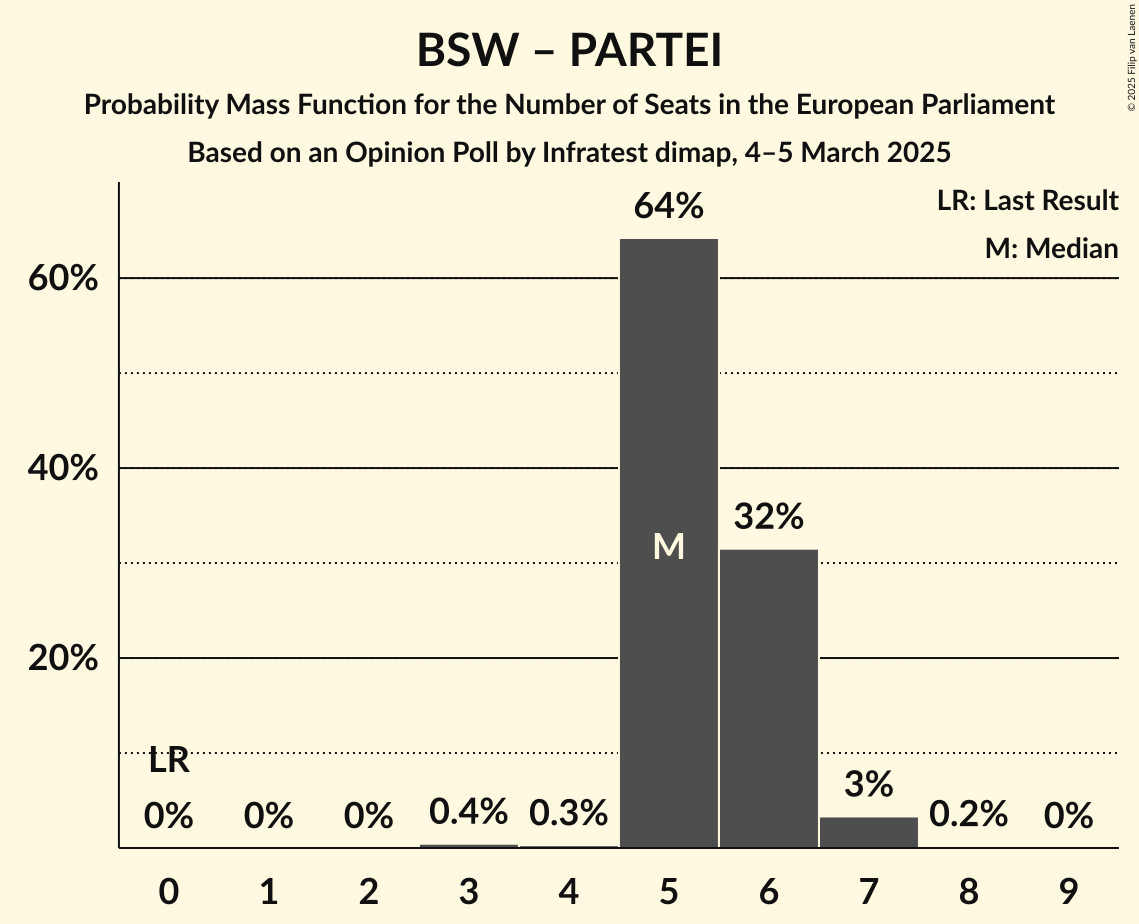 BSW – PARTEI
Probability Mass Function for the Number of Seats in the European Parliament
Based on an Opinion Poll by Infratest dimap, 4–5 March 2025
© 2025 Filip van Laenen
LR: Last Result
M: Median
64%
60%
40%
32%
M
20%
LR
0%
0%
0%
0.4%
0.3%
3%
0.2%
0%
0 1 2 3 4 5 6 7 8 9